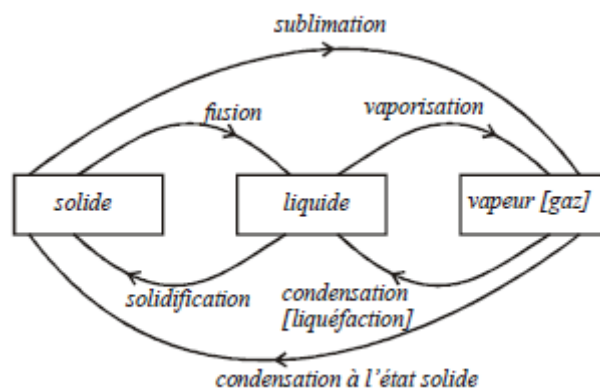 sublimation
fusion
vaporisation
solide
liquide
vapeur [gaz]
solidification
condensation
[liquéfaction]
condensation à l'état solide